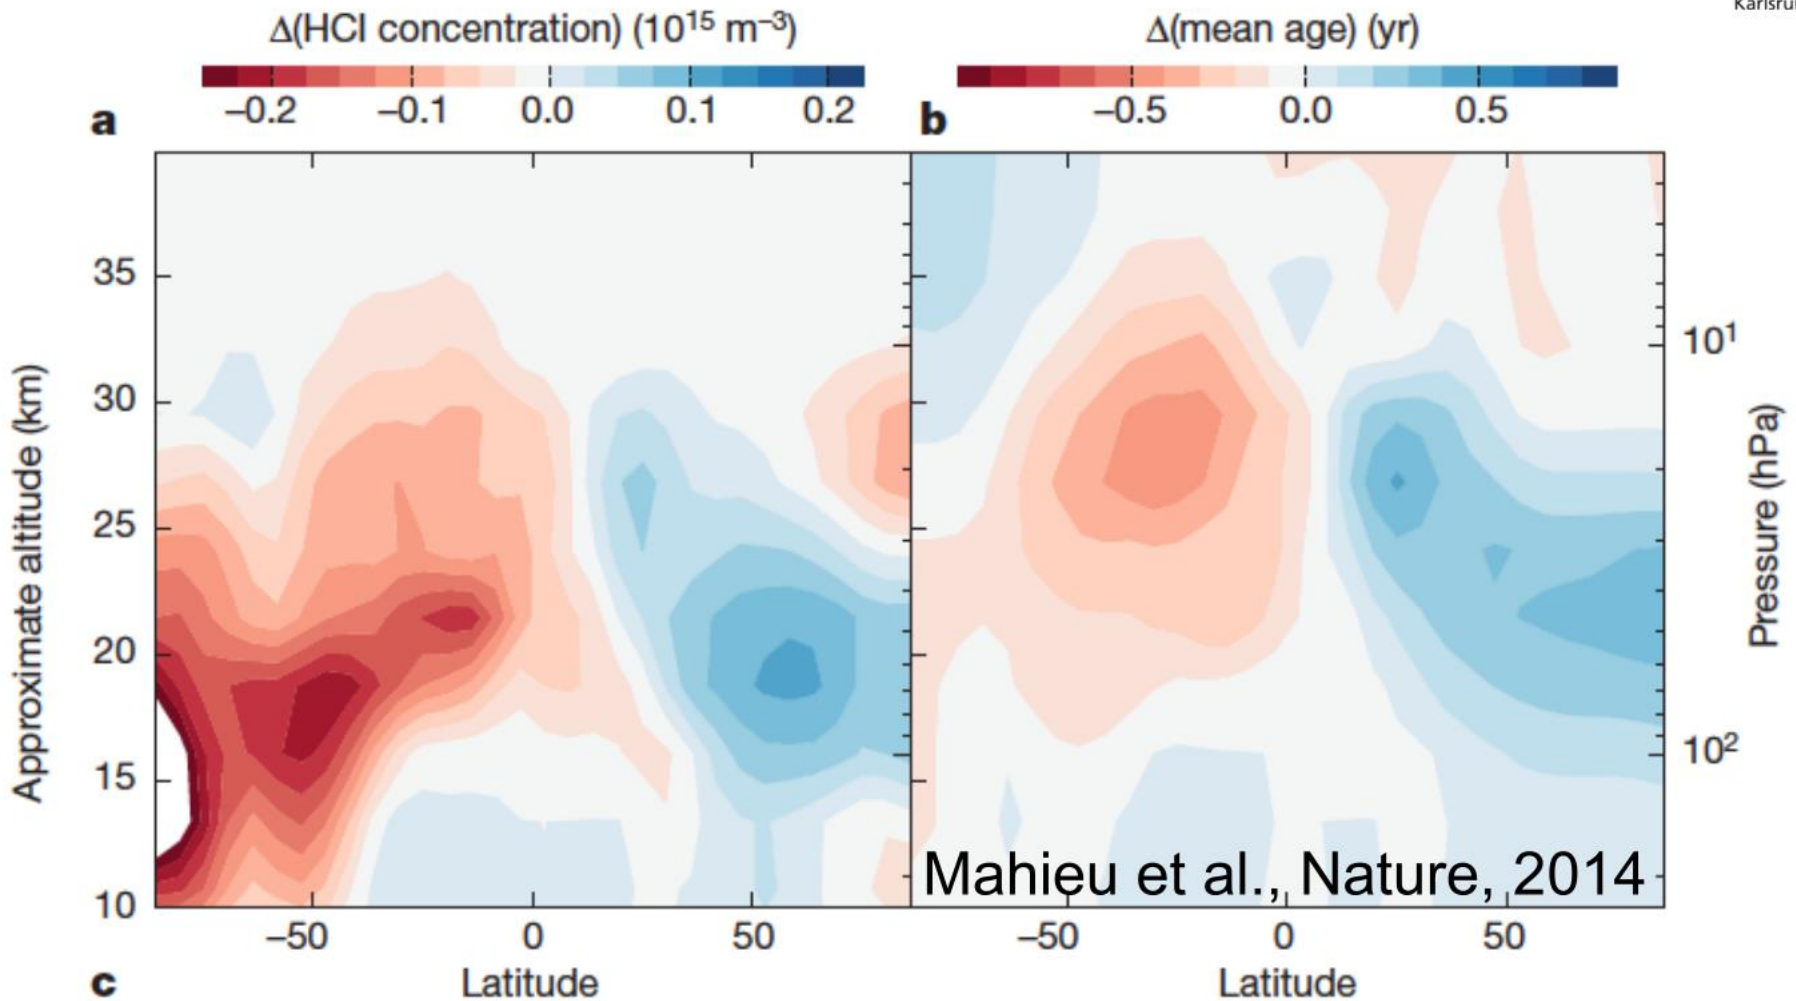 Δ(HCl concentration) (10¹⁵ m⁻³)
−0.2 −0.1 0.0 0.1 0.2
Δ(mean age) (yr)
−0.5 0.0 0.5
a
b
Approximate altitude (km)
35
30
25
20
15
10
10¹
10²
Pressure (hPa)
Mahieu et al., Nature, 2014
−50 0 50
−50 0 50
c
Latitude
Latitude